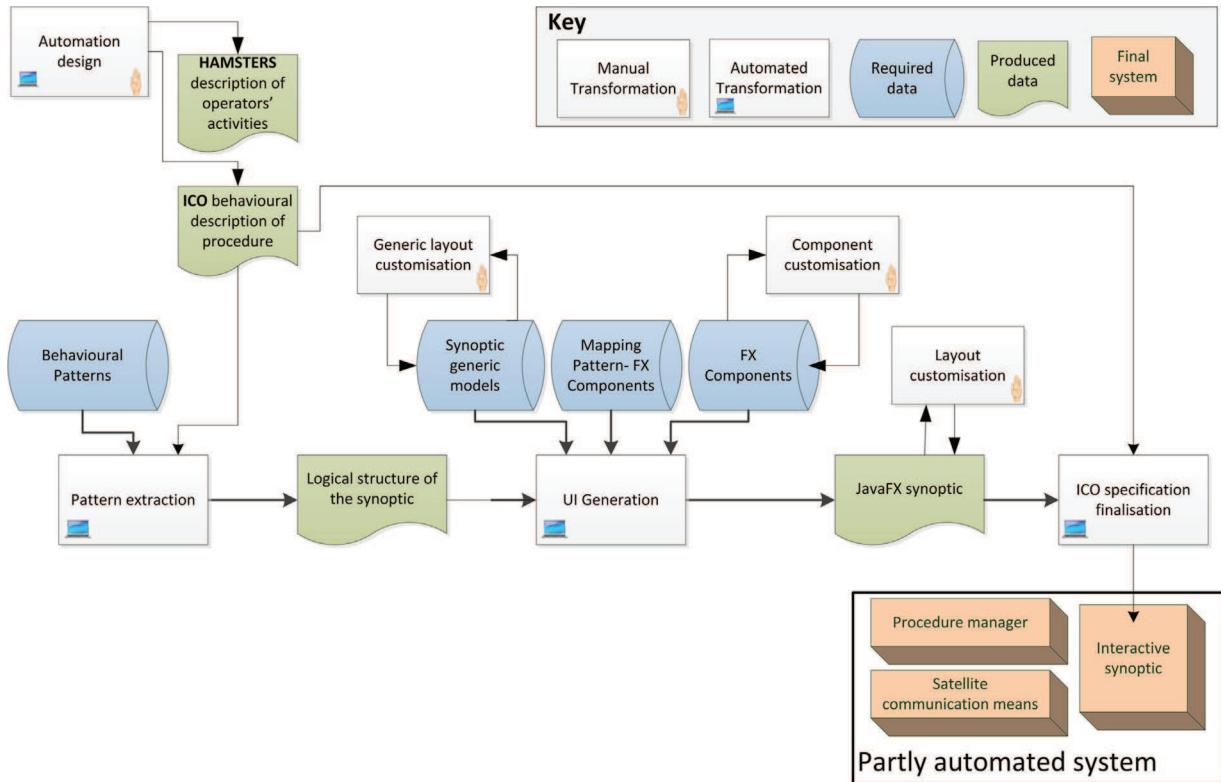 Automation
design
HAMSTERS
description of
operators'
activities
Key
Manual
Transformation
Automated
Transformation
Required
data
Produced
data
Final
system
ICO behavioural
description of
procedure
Generic layout
customisation
Component
customisation
Behavioural
Patterns
Synoptic
generic
models
Mapping
Pattern- FX
Components
FX
Components
Layout
customisation
Pattern extraction
Logical structure of
the synoptic
UI Generation
JavaFX synoptic
ICO specification
finalisation
Procedure manager
Satellite
communication means
Interactive
synoptic
Partly automated system